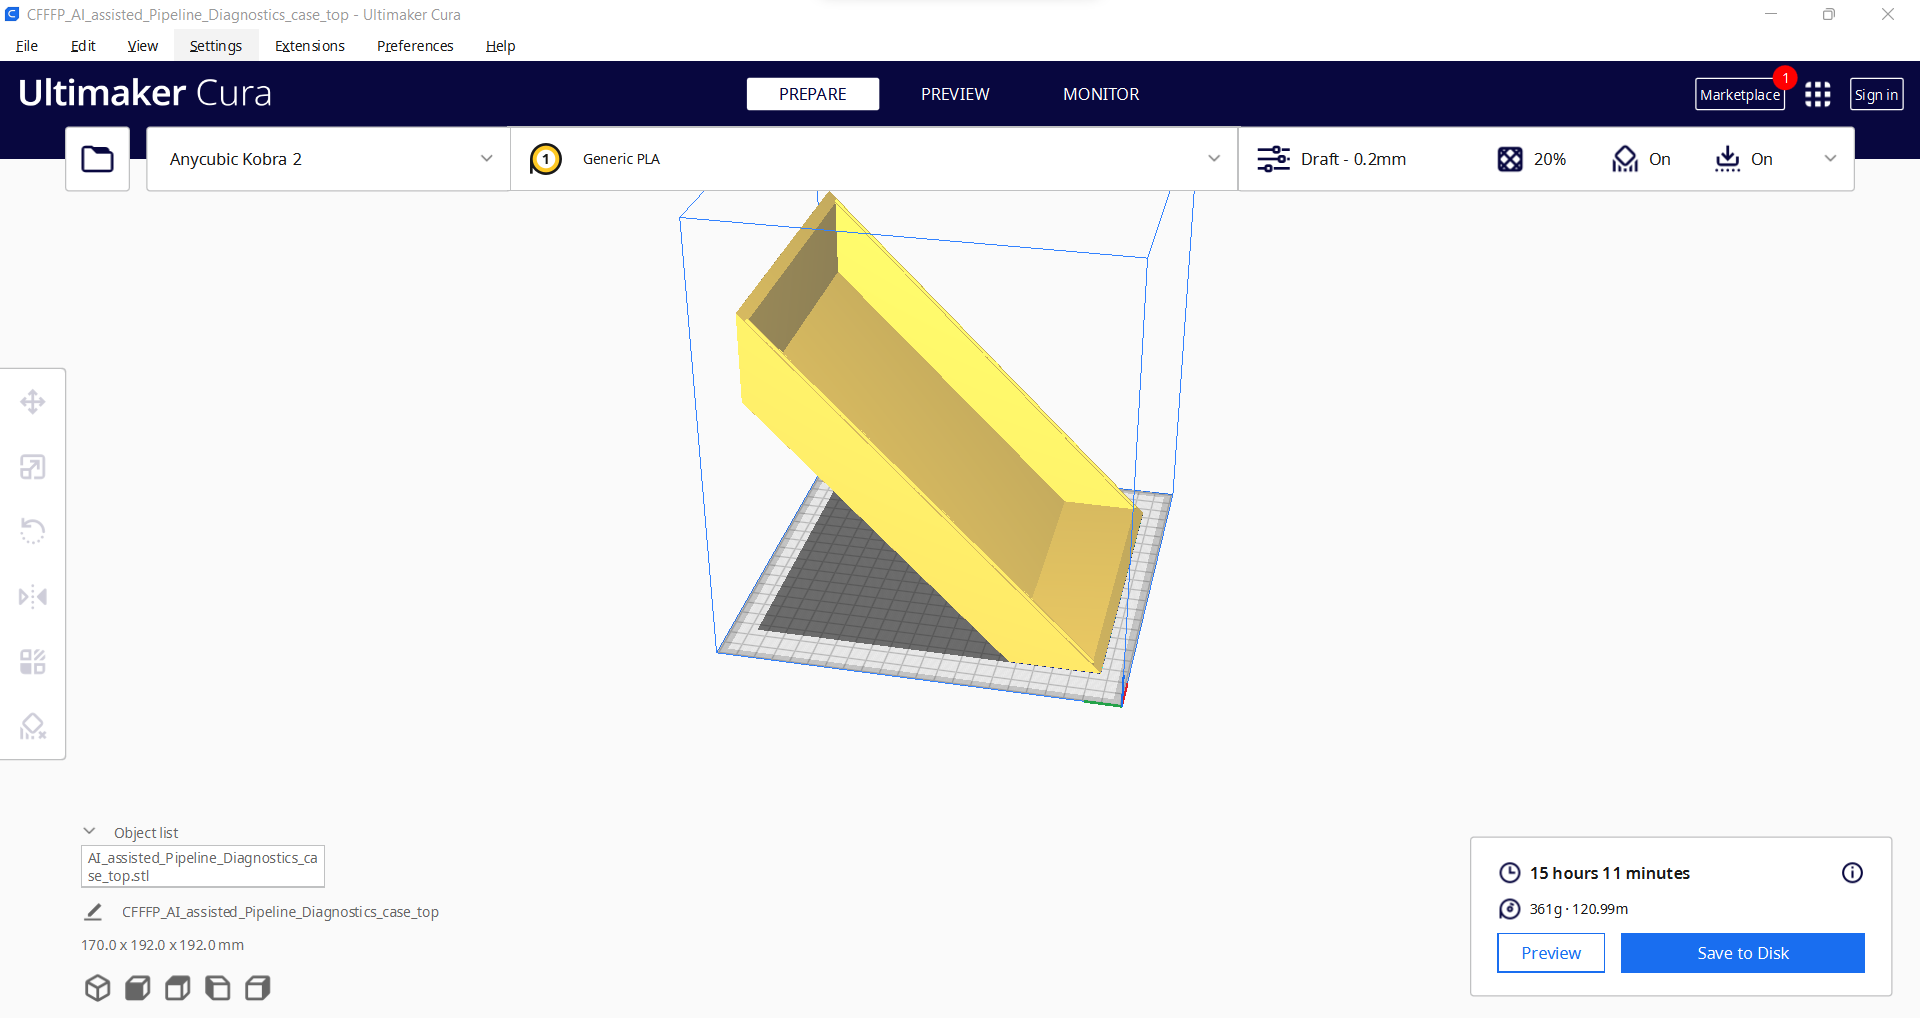 CFFFP_AI_assisted_Pipeline_Diagnostics_case_top - Ultimaker Cura
File Edit View Settings Extensions Preferences Help
Ultimaker Cura
PREPARE PREVIEW MONITOR
Marketplace 1 Sign in
Anycubic Kobra 2
1 Generic PLA
Draft - 0.2mm 20% On On
Object list
AI_assisted_Pipeline_Diagnostics_ca
se_top.stl
CFFFP_AI_assisted_Pipeline_Diagnostics_case_top
170.0 x 192.0 x 192.0 mm
15 hours 11 minutes
361g · 120.99m
Preview Save to Disk